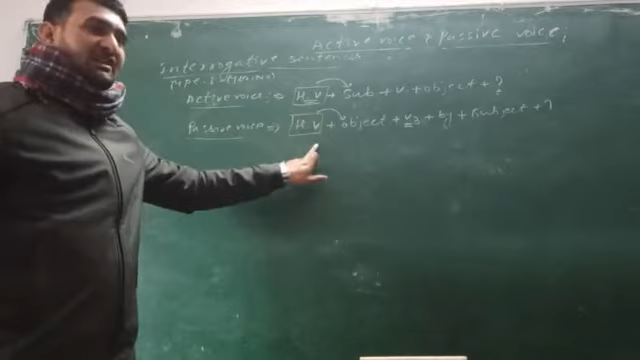 Active voice & passive voice;
Interrogative sentences
Active voice :⇒ H V + sub + V + object + ?
Passive voice ⇒ H V + object + V3 + by + subject + ?